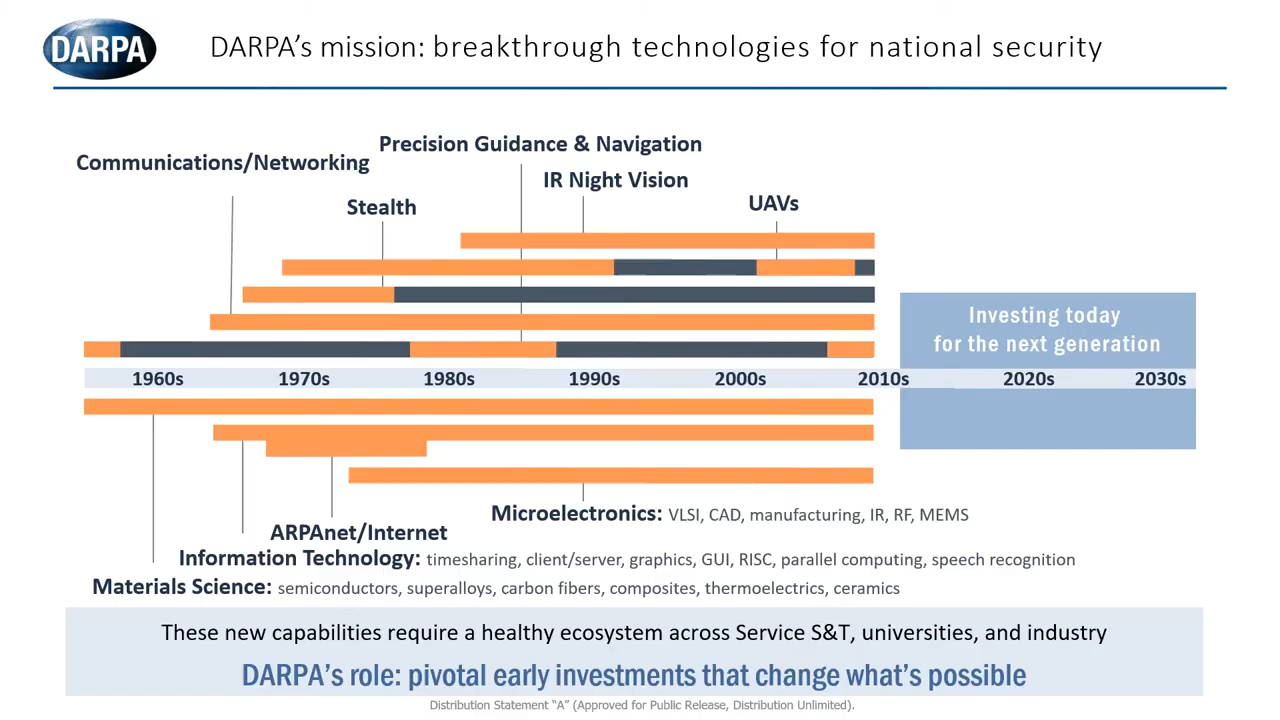 DARPA
DARPA’s mission: breakthrough technologies for national security
Precision Guidance & Navigation
Communications/Networking
IR Night Vision
Stealth
UAVs
Investing today
for the next generation
1960s 1970s 1980s 1990s 2000s 2010s 2020s 2030s
Microelectronics: VLSI, CAD, manufacturing, IR, RF, MEMS
ARPAnet/Internet
Information Technology: timesharing, client/server, graphics, GUI, RISC, parallel computing, speech recognition
Materials Science: semiconductors, superalloys, carbon fibers, composites, thermoelectrics, ceramics
These new capabilities require a healthy ecosystem across Service S&T, universities, and industry
DARPA’s role: pivotal early investments that change what’s possible
Distribution Statement “A” (Approved for Public Release, Distribution Unlimited).